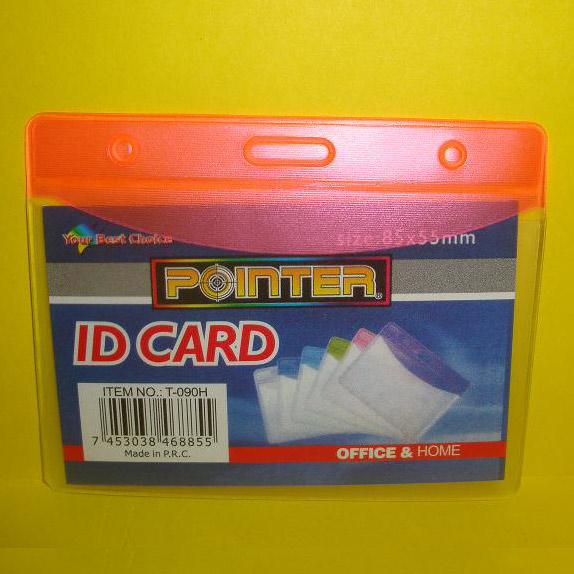 Your Best Choice
size 85x55mm
POINTER®
ID CARD
ITEM NO.: T-090H
7 453038 468855
Made in P.R.C.
OFFICE & HOME